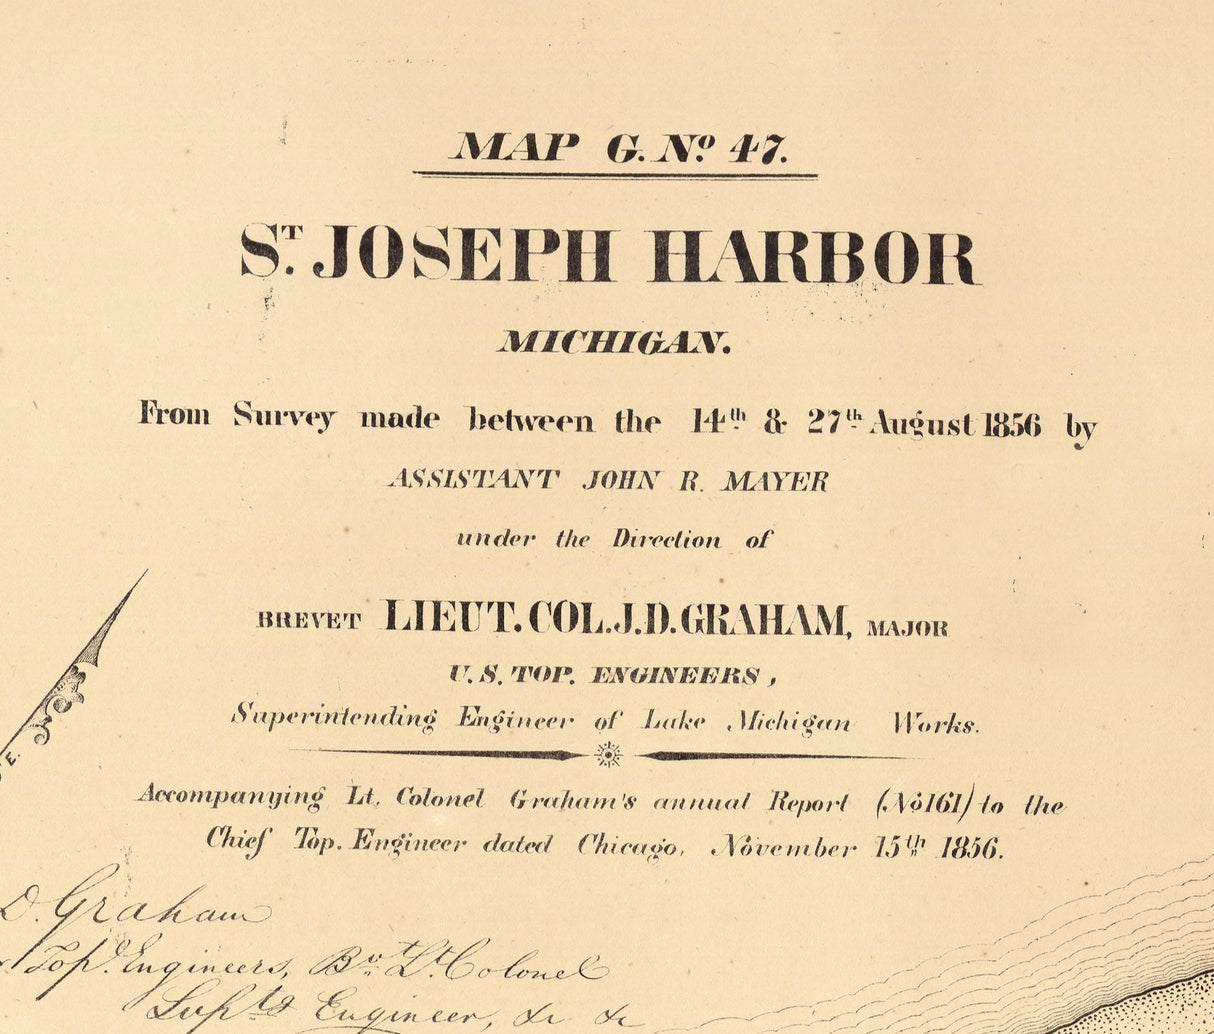 MAP G. Nº 47.
ST. JOSEPH HARBOR
MICHIGAN.
From Survey made between the 14th & 27th August 1856 by
ASSISTANT JOHN R. MAYER
under the Direction of
BREVET LIEUT. COL. J. D. GRAHAM, MAJOR
U. S. TOP. ENGINEERS,
Superintending Engineer of Lake Michigan Works.
E.
Accompanying Lt. Colonel Graham's annual Report (Nº 161) to the
Chief Top. Engineer dated Chicago, November 15th 1856.
D. Graham
Topl. Engineers, Bvt. Lt. Colonel
Supt'g Engineer, &c &c